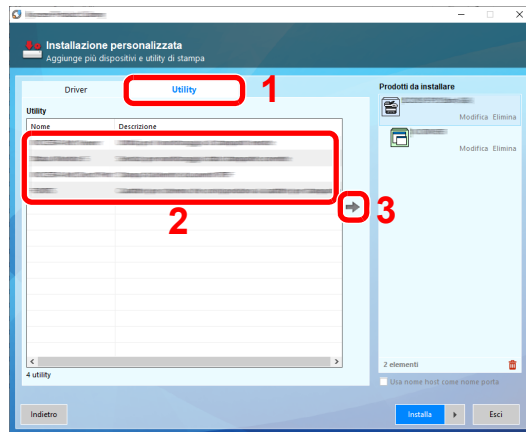 Installazione personalizzata
Aggiunge più dispositivi e utility di stampa
Driver
Utility
1
Utility
Nome
Descrizione
2
3
4 utility
Prodotti da installare
Modifica Elimina
Modifica Elimina
2 elementi
Usa nome host come nome porta
Indietro
Installa
Esci